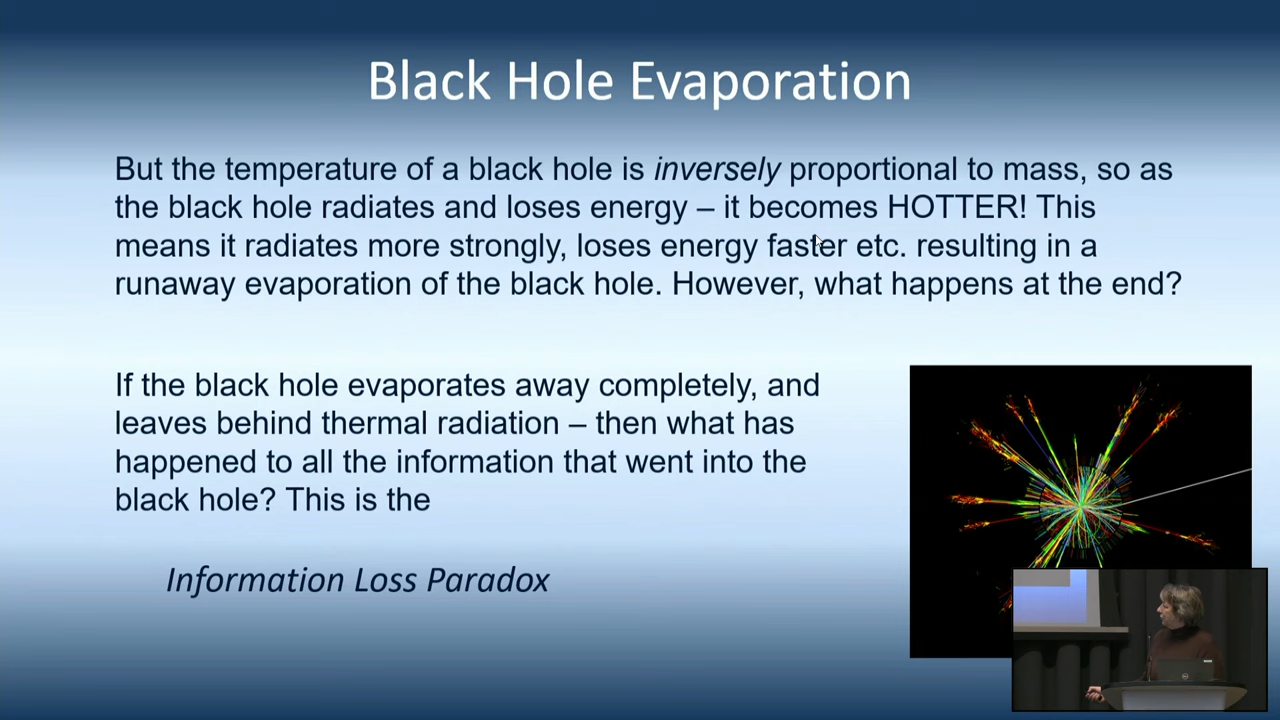 Black Hole Evaporation
But the temperature of a black hole is inversely proportional to mass, so as
the black hole radiates and loses energy – it becomes HOTTER! This
means it radiates more strongly, loses energy faster etc. resulting in a
runaway evaporation of the black hole. However, what happens at the end?
If the black hole evaporates away completely, and
leaves behind thermal radiation – then what has
happened to all the information that went into the
black hole? This is the
Information Loss Paradox